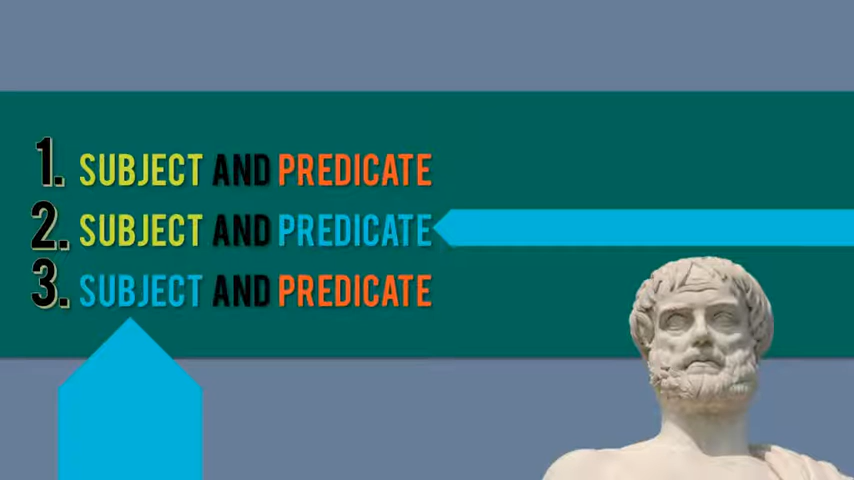 1. SUBJECT AND PREDICATE
2. SUBJECT AND PREDICATE
3. SUBJECT AND PREDICATE